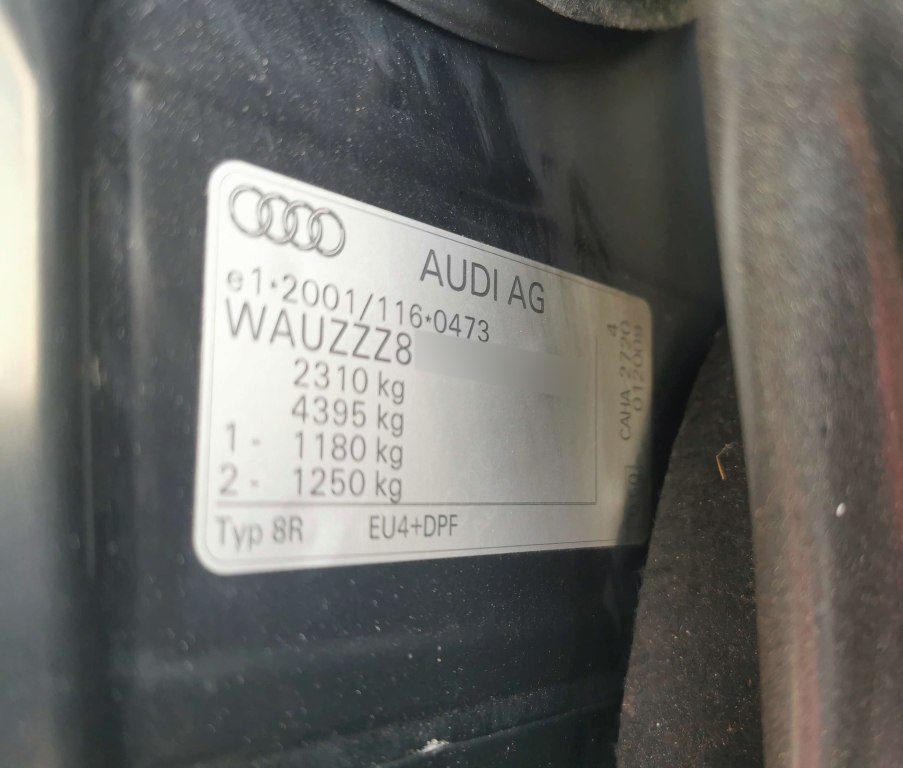 AUDI AG
e1*2001/116*0473
WAUZZZ8
2310 kg
4395 kg
1 - 1180 kg
2 - 1250 kg
Typ 8R EU4+DPF
CAHA 2720 4